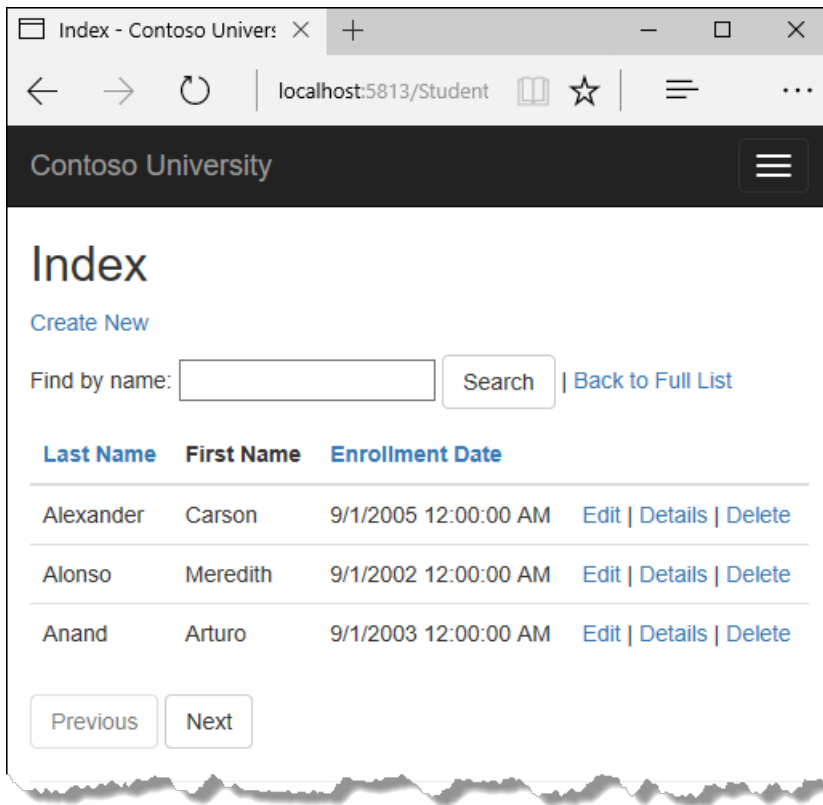 Index - Contoso Univers
localhost:5813/Student
Contoso University
Index
Create New
Find by name: Search | Back to Full List
Last Name First Name Enrollment Date
Alexander Carson 9/1/2005 12:00:00 AM Edit | Details | Delete
Alonso Meredith 9/1/2002 12:00:00 AM Edit | Details | Delete
Anand Arturo 9/1/2003 12:00:00 AM Edit | Details | Delete
Previous Next